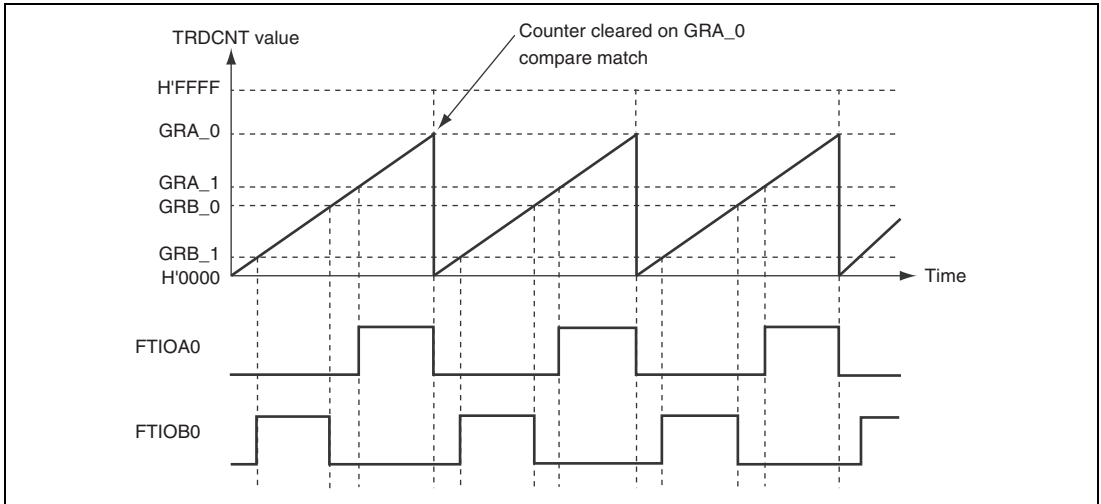 Counter cleared on GRA_0
compare match
TRDCNT value
H'FFFF
GRA_0
GRA_1
GRB_0
GRB_1
H'0000
Time
FTIOA0
FTIOB0